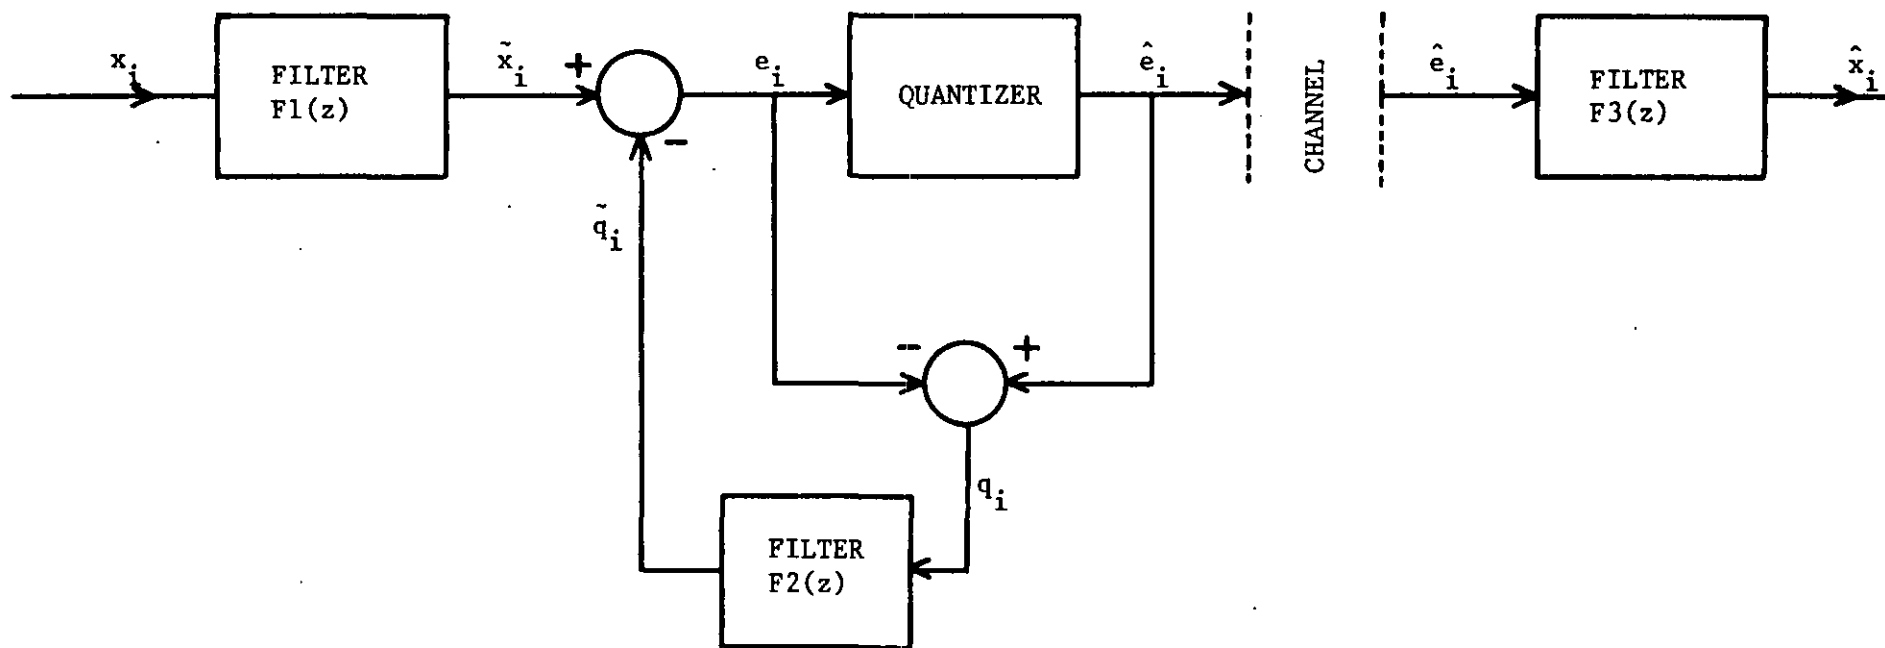 x_i
FILTER
F1(z)
x̃_i
+
-
e_i
QUANTIZER
ê_i
CHANNEL
ê_i
FILTER
F3(z)
x̂_i
q̃_i
-
+
q_i
FILTER
F2(z)